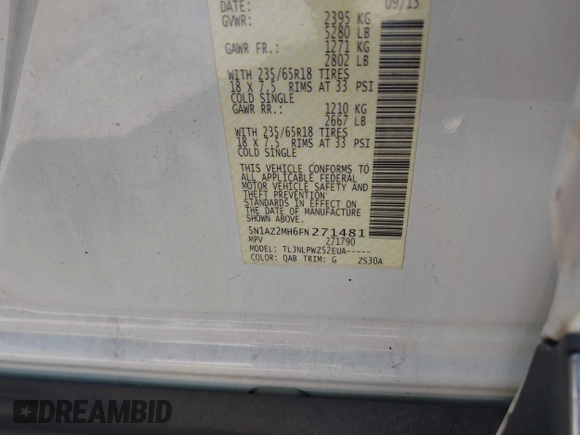 DATE: 09/15
GVWR: 2395 KG
5280 LB
GAWR FR.: 1271 KG
2802 LB
WITH 235/65R18 TIRES
18 X 7.5 RIMS AT 33 PSI
COLD SINGLE
GAWR RR.: 1210 KG
2667 LB
WITH 235/65R18 TIRES
18 X 7.5 RIMS AT 33 PSI
COLD SINGLE
THIS VEHICLE CONFORMS TO
ALL APPLICABLE FEDERAL
MOTOR VEHICLE SAFETY AND
THEFT PREVENTION
STANDARDS IN EFFECT ON
DATE OF MFR. SHOWN ABOVE.
5N1AZ2MH6FN271481
MPV 271790
MODEL: TLJNLPWZ52EUA-----
COLOR: QAB TRIM: G ZS30A
DREAMBID